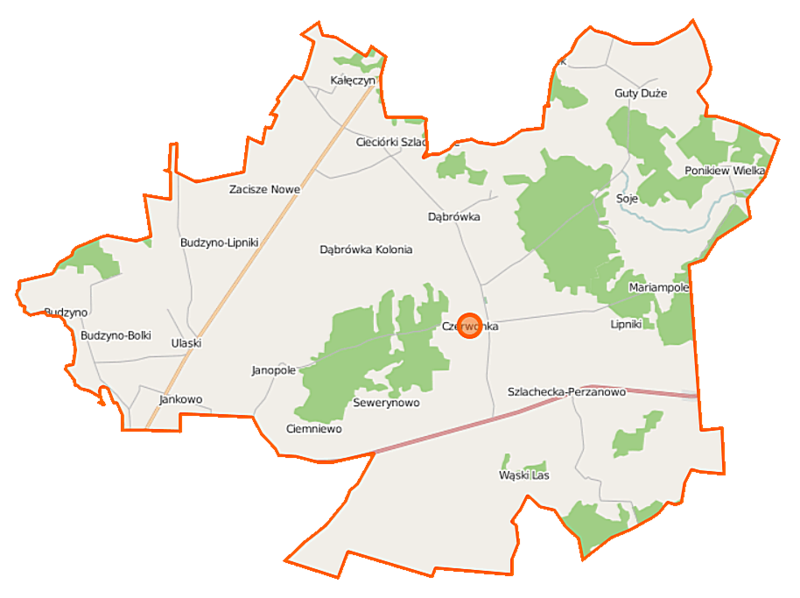 Kałęczyn
Guty Duże
Cieciórki Szlac
Ponikiew Wielka
Zacisze Nowe
Soje
Dąbrówka
Budzyno-Lipniki
Dąbrówka Kolonia
Mariampole
Budzyno
Czerwonka
Lipniki
Budzyno-Bolki
Ulaski
Janopole
Szlachecka-Perzanowo
Jankowo
Sewerynowo
Ciemniewo
Wąski Las